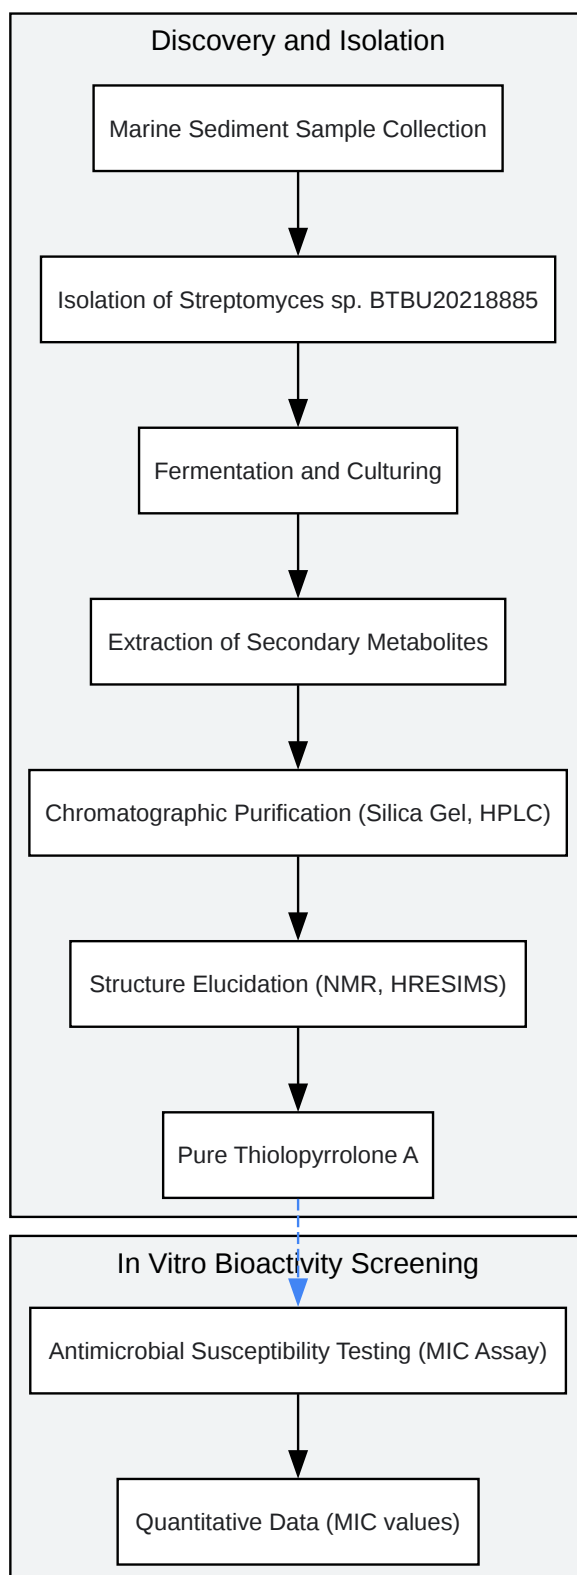 Discovery and Isolation
Marine Sediment Sample Collection
Isolation of Streptomyces sp. BTBU20218885
Fermentation and Culturing
Extraction of Secondary Metabolites
Chromatographic Purification (Silica Gel, HPLC)
Structure Elucidation (NMR, HRESIMS)
Pure Thiolopyrrolone A
In Vitro Bioactivity Screening
Antimicrobial Susceptibility Testing (MIC Assay)
Quantitative Data (MIC values)